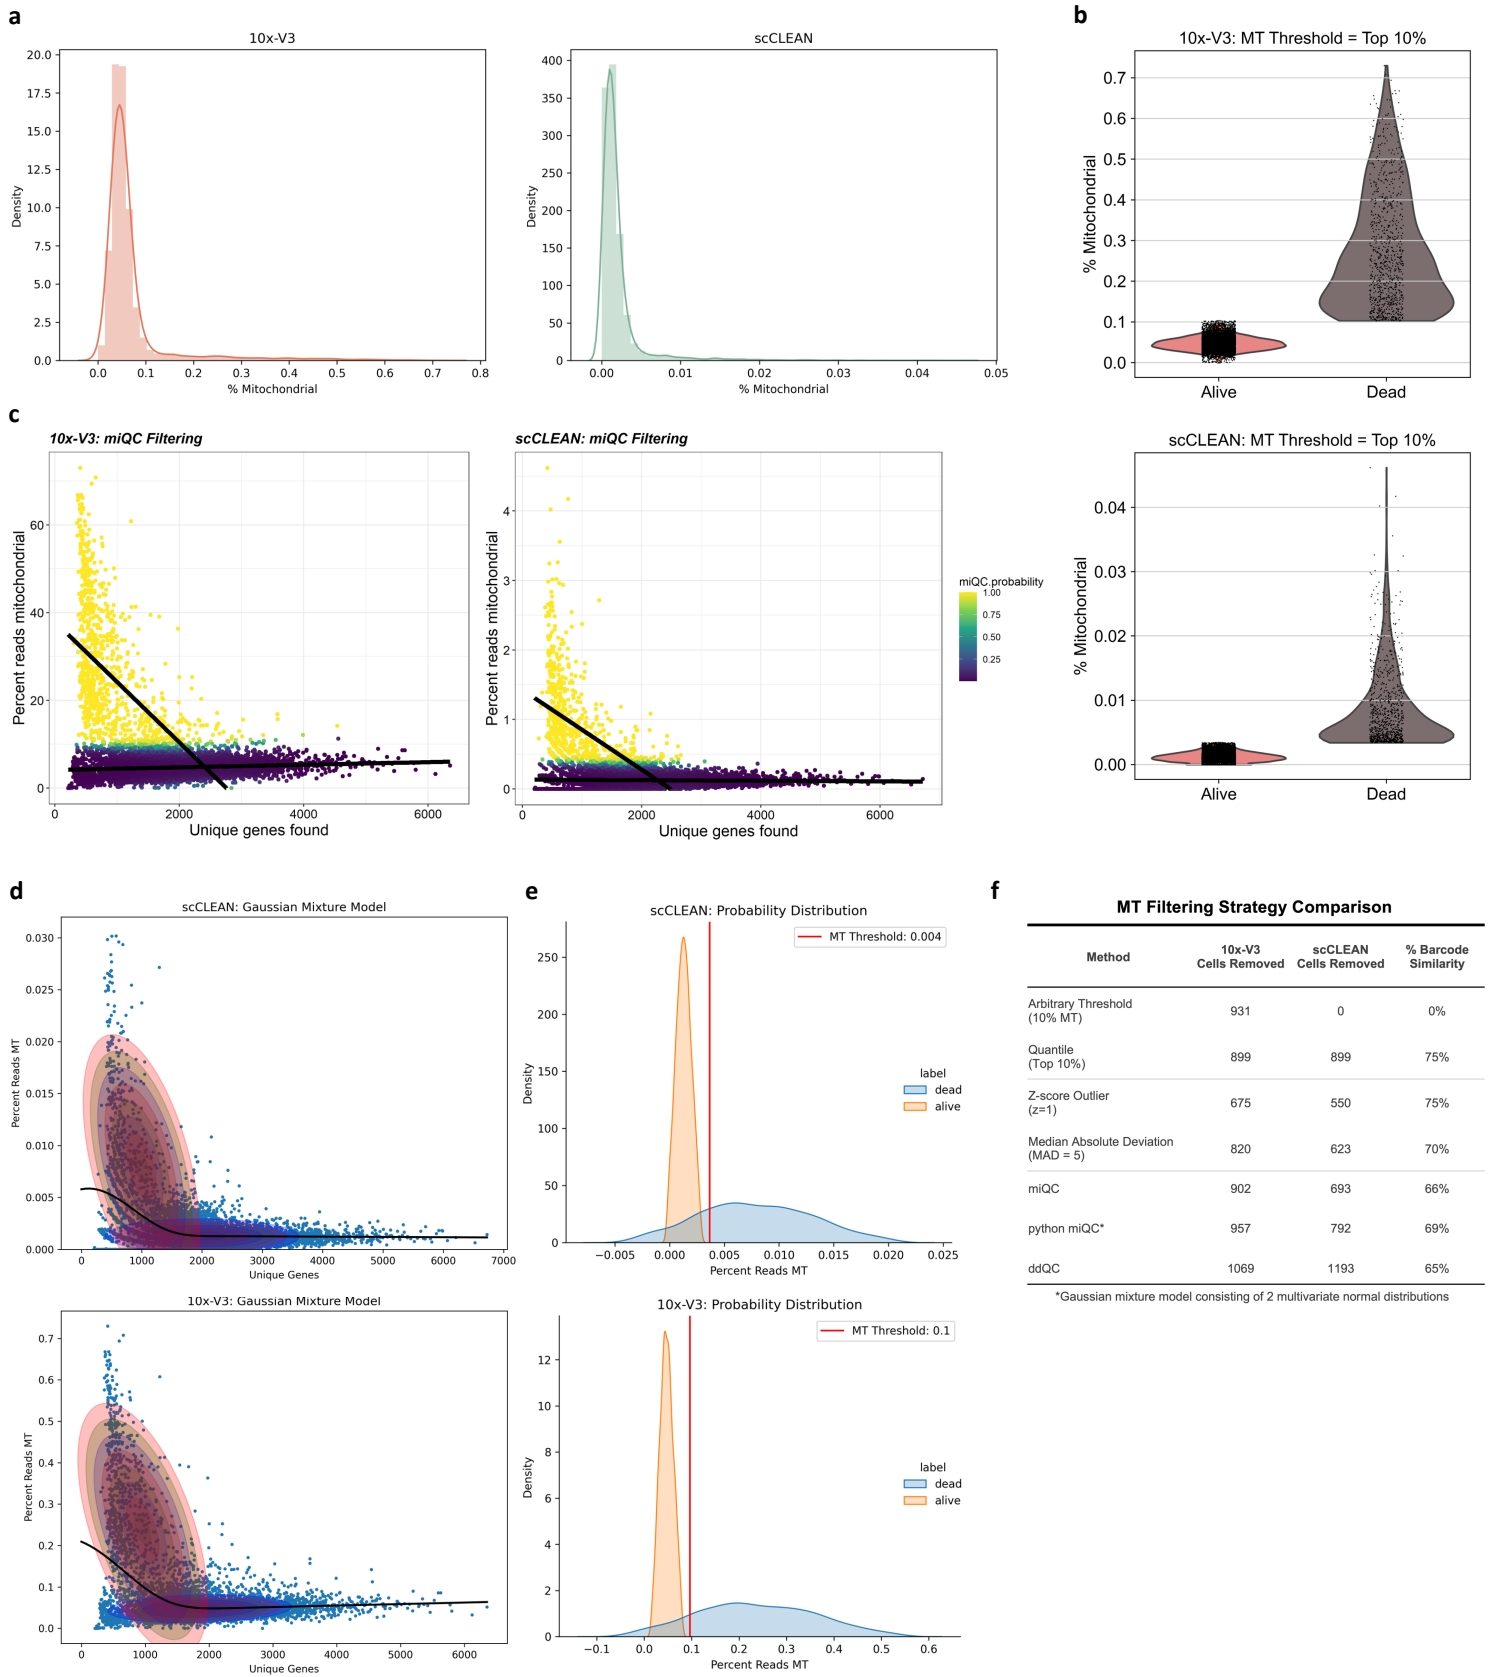 a
10x-V3
20.0
17.5
15.0
12.5
10.0
7.5
5.0
2.5
0.0
Density
0.0 0.1 0.2 0.3 0.4 0.5 0.6 0.7 0.8
% Mitochondrial
scCLEAN
400
350
300
250
200
150
100
50
0
Density
0.00 0.01 0.02 0.03 0.04 0.05
% Mitochondrial
b
10x-V3: MT Threshold = Top 10%
0.7
0.6
0.5
0.4
0.3
0.2
0.1
0.0
% Mitochondrial
Alive Dead
scCLEAN: MT Threshold = Top 10%
0.04
0.03
0.02
0.01
0.00
% Mitochondrial
Alive Dead
c
10x-V3: miQC Filtering
60
40
20
0
Percent reads mitochondrial
0 2000 4000 6000
Unique genes found
scCLEAN: miQC Filtering
4
3
2
1
0
Percent reads mitochondrial
0 2000 4000 6000
Unique genes found
miQC.probability
1.00
0.75
0.50
0.25
d
scCLEAN: Gaussian Mixture Model
0.030
0.025
0.020
0.015
0.010
0.005
0.000
Percent Reads MT
0 1000 2000 3000 4000 5000 6000 7000
Unique Genes
10x-V3: Gaussian Mixture Model
0.7
0.6
0.5
0.4
0.3
0.2
0.1
0.0
Percent Reads MT
0 1000 2000 3000 4000 5000 6000
Unique Genes
e
scCLEAN: Probability Distribution
MT Threshold: 0.004
250
200
150
100
50
0
Density
label
dead
alive
−0.005 0.000 0.005 0.010 0.015 0.020 0.025
Percent Reads MT
10x-V3: Probability Distribution
MT Threshold: 0.1
12
10
8
6
4
2
0
Density
label
dead
alive
−0.1 0.0 0.1 0.2 0.3 0.4 0.5 0.6
Percent Reads MT
f
MT Filtering Strategy Comparison
Method 10x-V3 Cells Removed scCLEAN Cells Removed % Barcode Similarity
Arbitrary Threshold (10% MT) 931 0 0%
Quantile (Top 10%) 899 899 75%
Z-score Outlier (z=1) 675 550 75%
Median Absolute Deviation (MAD = 5) 820 623 70%
miQC 902 693 66%
python miQC* 957 792 69%
ddQC 1069 1193 65%
*Gaussian mixture model consisting of 2 multivariate normal distributions